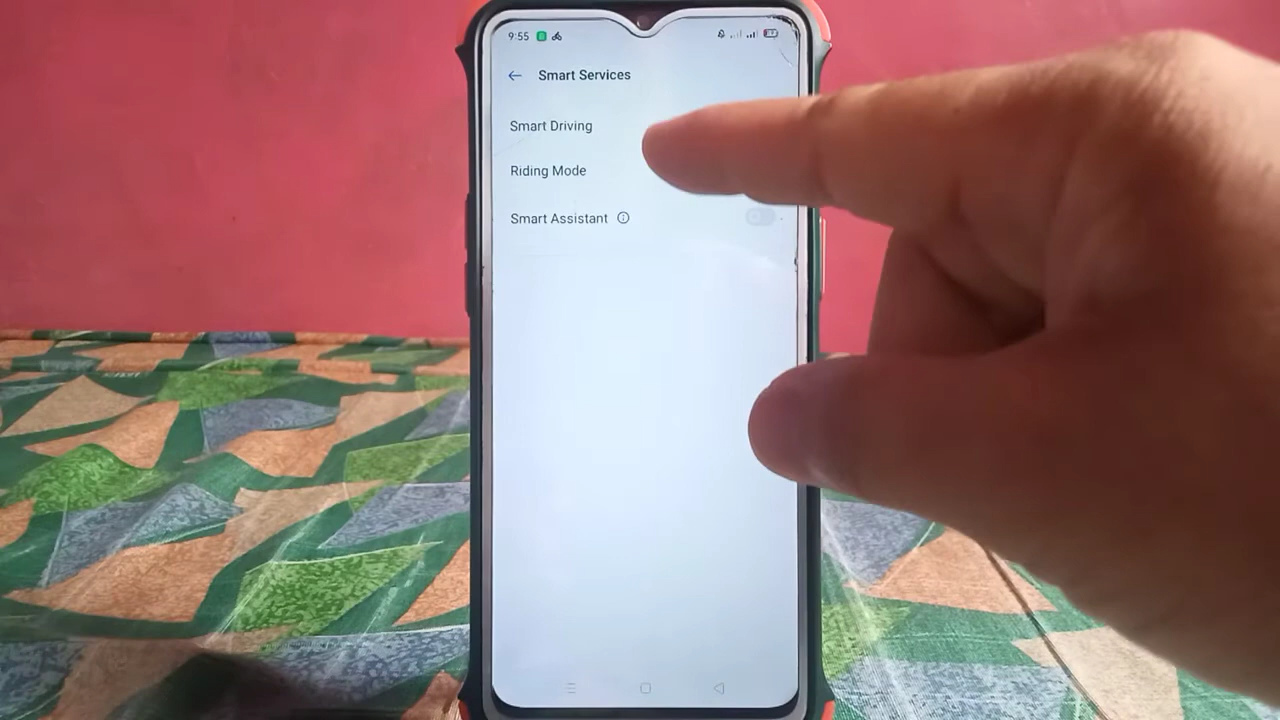 9:55
Smart Services
Smart Driving
Riding Mode
Smart Assistant